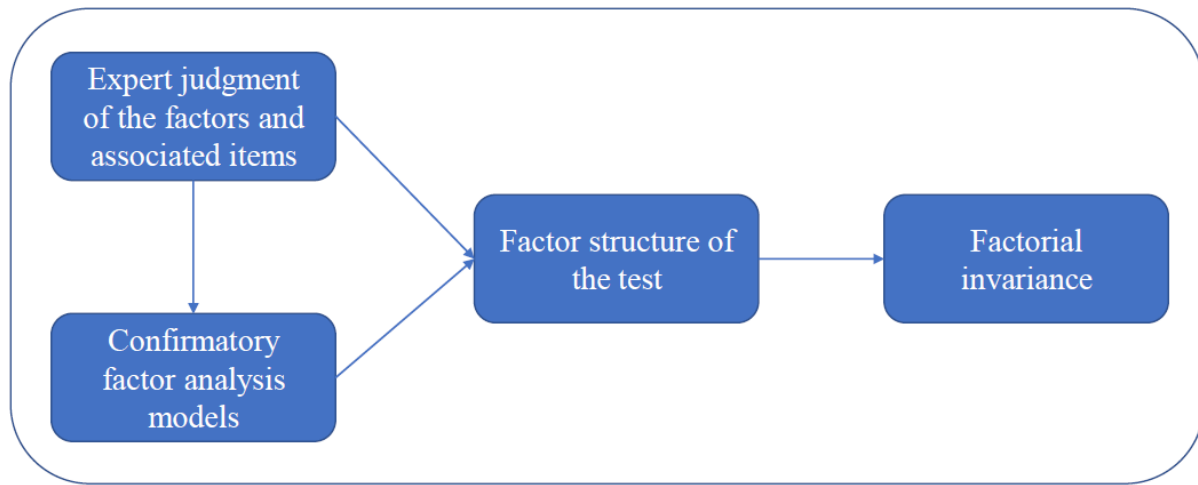 Expert judgment
of the factors and
associated items
Confirmatory
factor analysis
models
Factor structure of
the test
Factorial
invariance